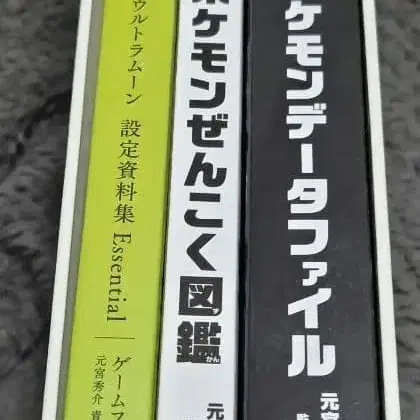 ウルトラムーン 設定資料集 Essential
ゲームフ
元宮秀介
ケモンぜんこく図鑑
かん
元
ケモンデータファイル
元宮